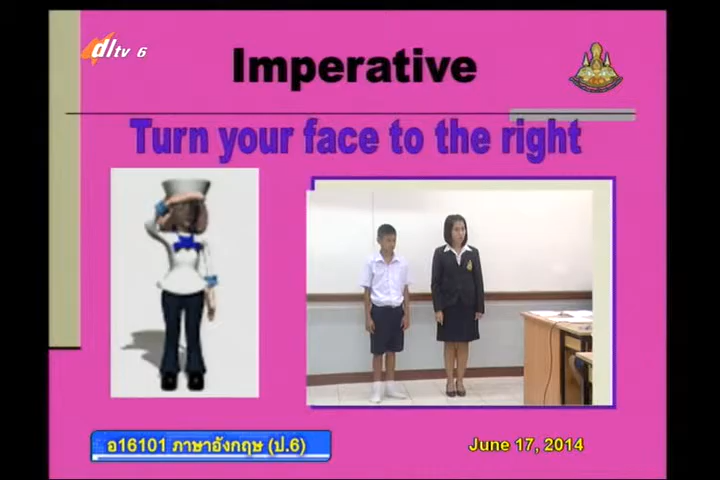 dltv 6
Imperative
Turn your face to the right
อ16101 ภาษาอังกฤษ (ป.6)
June 17, 2014